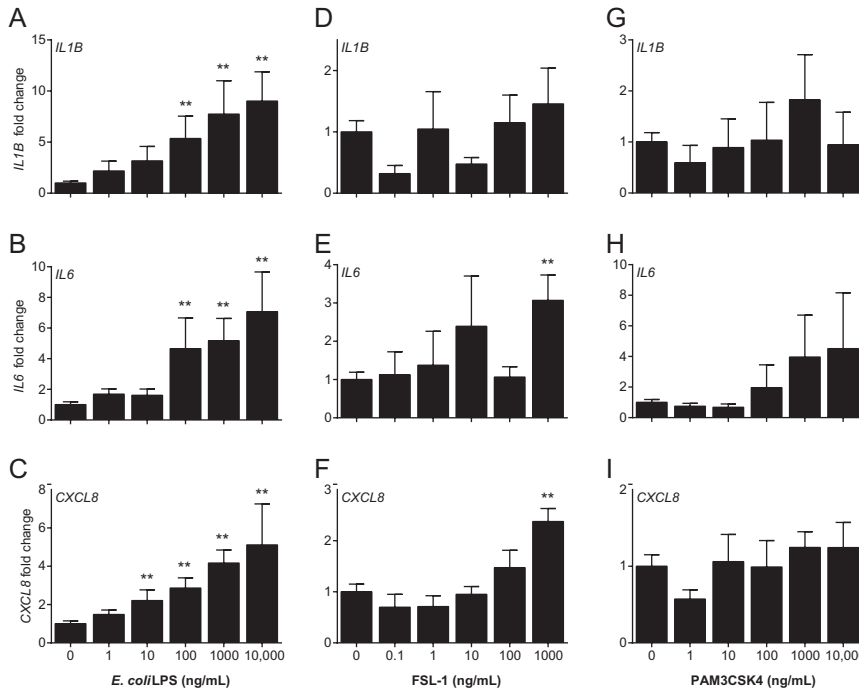 A D G
15 IL1B ** ** ** 10 5 0 IL1B fold change
IL1B 2 1 0
3 IL1B 2 1 0
B E H
10 IL6 ** ** ** 8 6 4 2 0 IL6 fold change
4 IL6 ** 3 2 1 0
10 IL6 8 6 4 2 0
C F I
8 CXCL8 ** ** ** ** 6 4 2 0 CXCL8 fold change
4 CXCL8 ** 3 2 1 0
2 CXCL8 1 0
0 1 10 100 1000 10,000
0 0.1 1 10 100 1000
0 1 10 100 1000 10,00
E. coli LPS (ng/mL)
FSL-1 (ng/mL)
PAM3CSK4 (ng/mL)